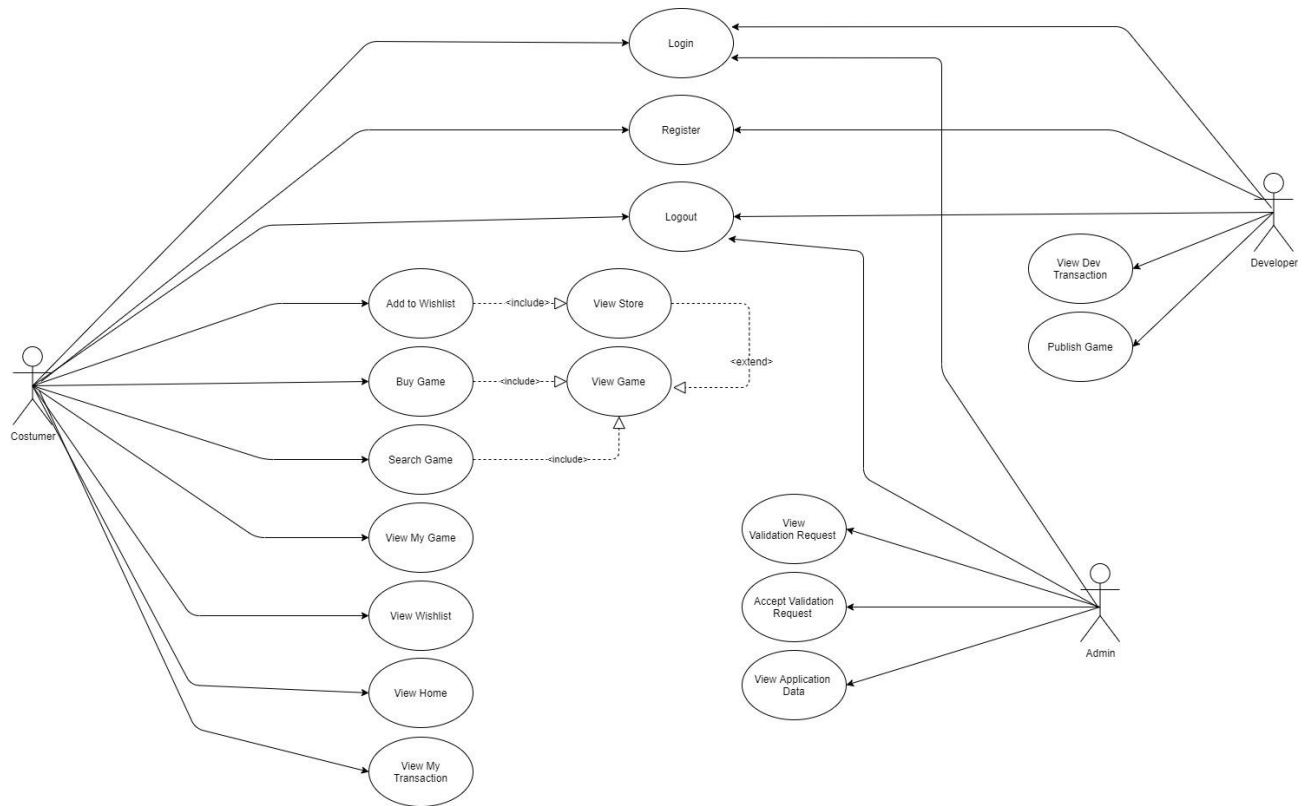 Login
Register
Logout
Developer
View Dev
Transaction
Publish Game
Add to Wishlist
<include>
View Store
<extend>
Buy Game
<include>
View Game
Costumer
Search Game
<include>
View My Game
View
Validation Request
View Wishlist
Accept Validation
Request
Admin
View Home
View Application
Data
View My
Transaction